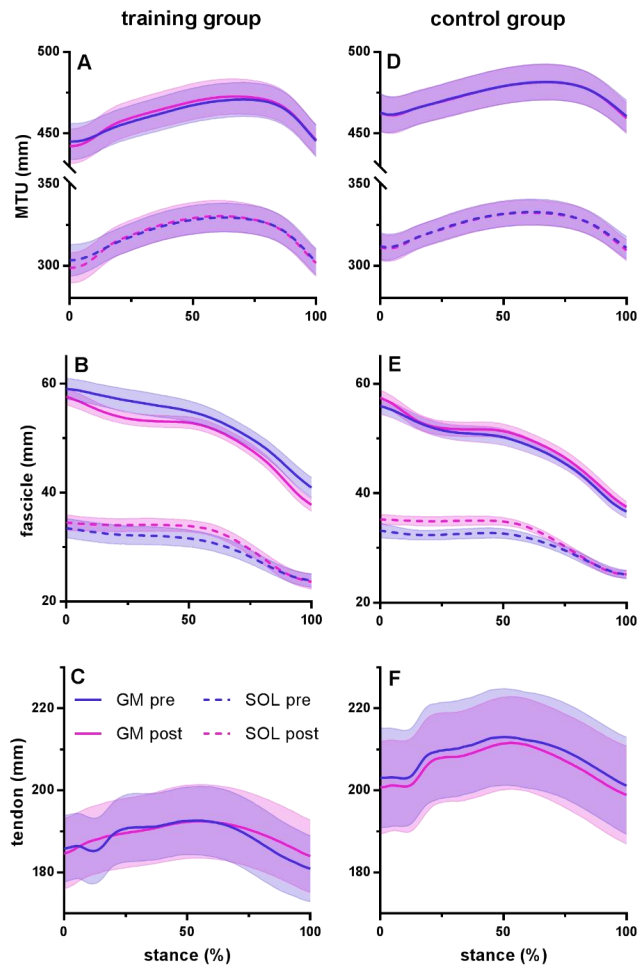 training group
control group
A
D
500
450
350
300
MTU (mm)
0
50
100
500
450
350
300
0
50
100
B
E
60
40
20
fascicle (mm)
0
50
100
60
40
20
0
50
100
C
F
GM pre
SOL pre
GM post
SOL post
220
200
180
tendon (mm)
0
50
100
stance (%)
220
200
180
0
50
100
stance (%)